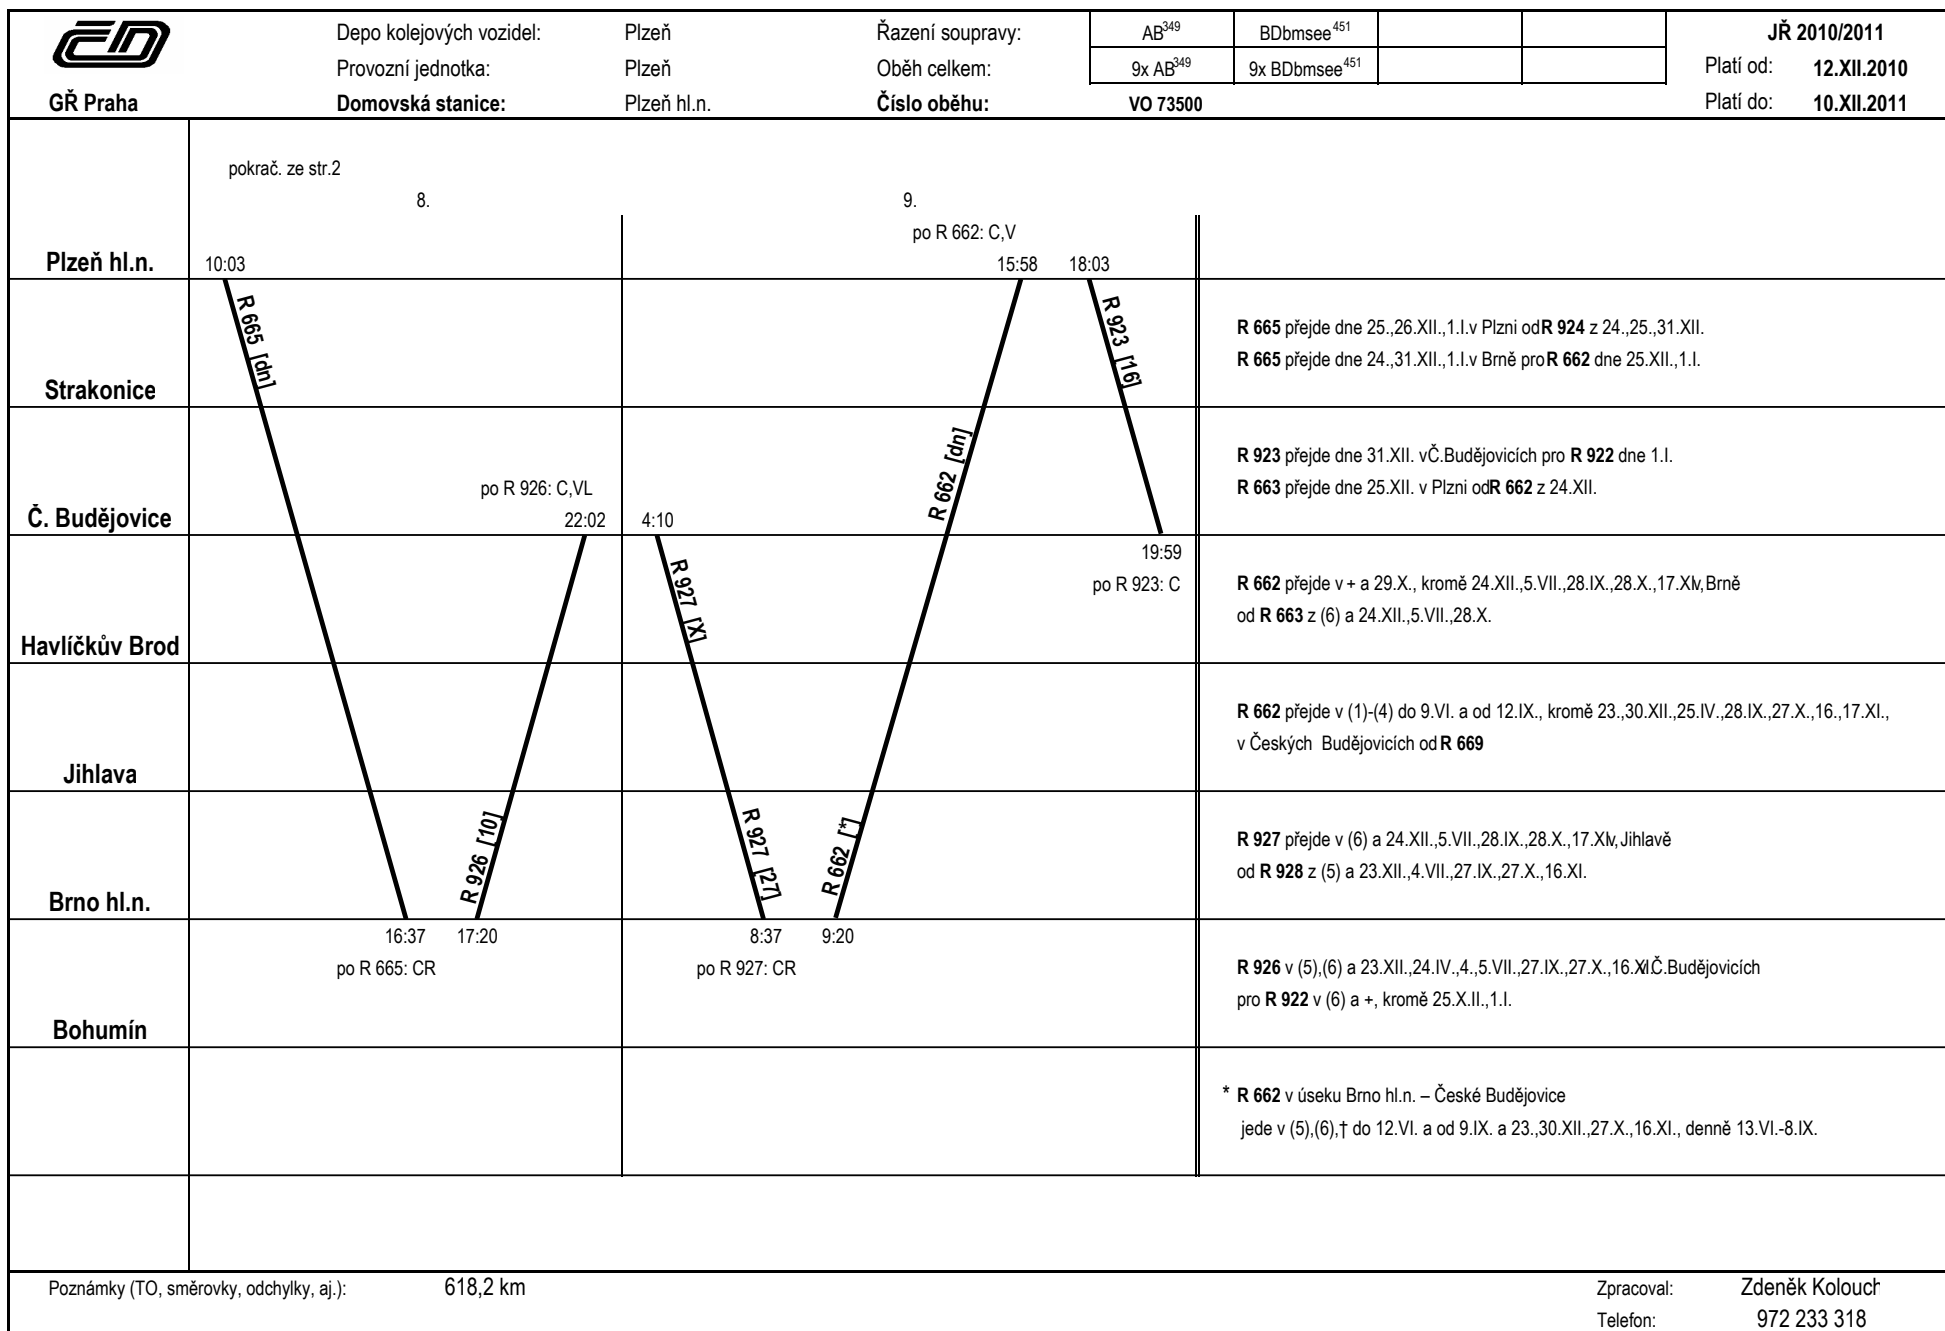 ČD
Depo kolejových vozidel: Plzeň Řazení soupravy: AB349 BDbmsee451 JŘ 2010/2011
Provozní jednotka: Plzeň Oběh celkem: 9x AB349 9x BDbmsee451 Platí od: 12.XII.2010
GŘ Praha Domovská stanice: Plzeň hl.n. Číslo oběhu: VO 73500 Platí do: 10.XII.2011
pokrač. ze str.2
8. 9.
po R 662: C,V
Plzeň hl.n. 10:03 15:58 18:03
R 665 [dn]
R 923 [16]
R 665 přejde dne 25.,26.XII.,1.I.v Plzni od R 924 z 24.,25.,31.XII.
R 665 přejde dne 24.,31.XII.,1.I.v Brně pro R 662 dne 25.XII.,1.I.
Strakonice
R 662 [dn]
R 923 přejde dne 31.XII. vČ.Budějovicích pro R 922 dne 1.I.
R 663 přejde dne 25.XII. v Plzni od R 662 z 24.XII.
po R 926: C,VL
Č. Budějovice 22:02 4:10
19:59
po R 923: C
R 927 [X]
R 662 přejde v + a 29.X., kromě 24.XII.,5.VII.,28.IX.,28.X.,17.XI.,v Brně
od R 663 z (6) a 24.XII.,5.VII.,28.X.
Havlíčkův Brod
R 662 přejde v (1)-(4) do 9.VI. a od 12.IX., kromě 23.,30.XII.,25.IV.,28.IX.,27.X.,16.,17.XI.,
v Českých Budějovicích od R 669
Jihlava
R 926 [10]
R 927 [27]
R 662 [*]
R 927 přejde v (6) a 24.XII.,5.VII.,28.IX.,28.X.,17.XI.,v Jihlavě
od R 928 z (5) a 23.XII.,4.VII.,27.IX.,27.X.,16.XI.
Brno hl.n.
16:37 17:20 8:37 9:20
po R 665: CR po R 927: CR
R 926 v (5),(6) a 23.XII.,24.IV.,4.,5.VII.,27.IX.,27.X.,16.XI.v Č.Budějovicích
pro R 922 v (6) a +, kromě 25.X.II.,1.I.
Bohumín
* R 662 v úseku Brno hl.n. – České Budějovice
jede v (5),(6),† do 12.VI. a od 9.IX. a 23.,30.XII.,27.X.,16.XI., denně 13.VI.-8.IX.
Poznámky (TO, směrovky, odchylky, aj.): 618,2 km Zpracoval: Zdeněk Kolouch
Telefon: 972 233 318